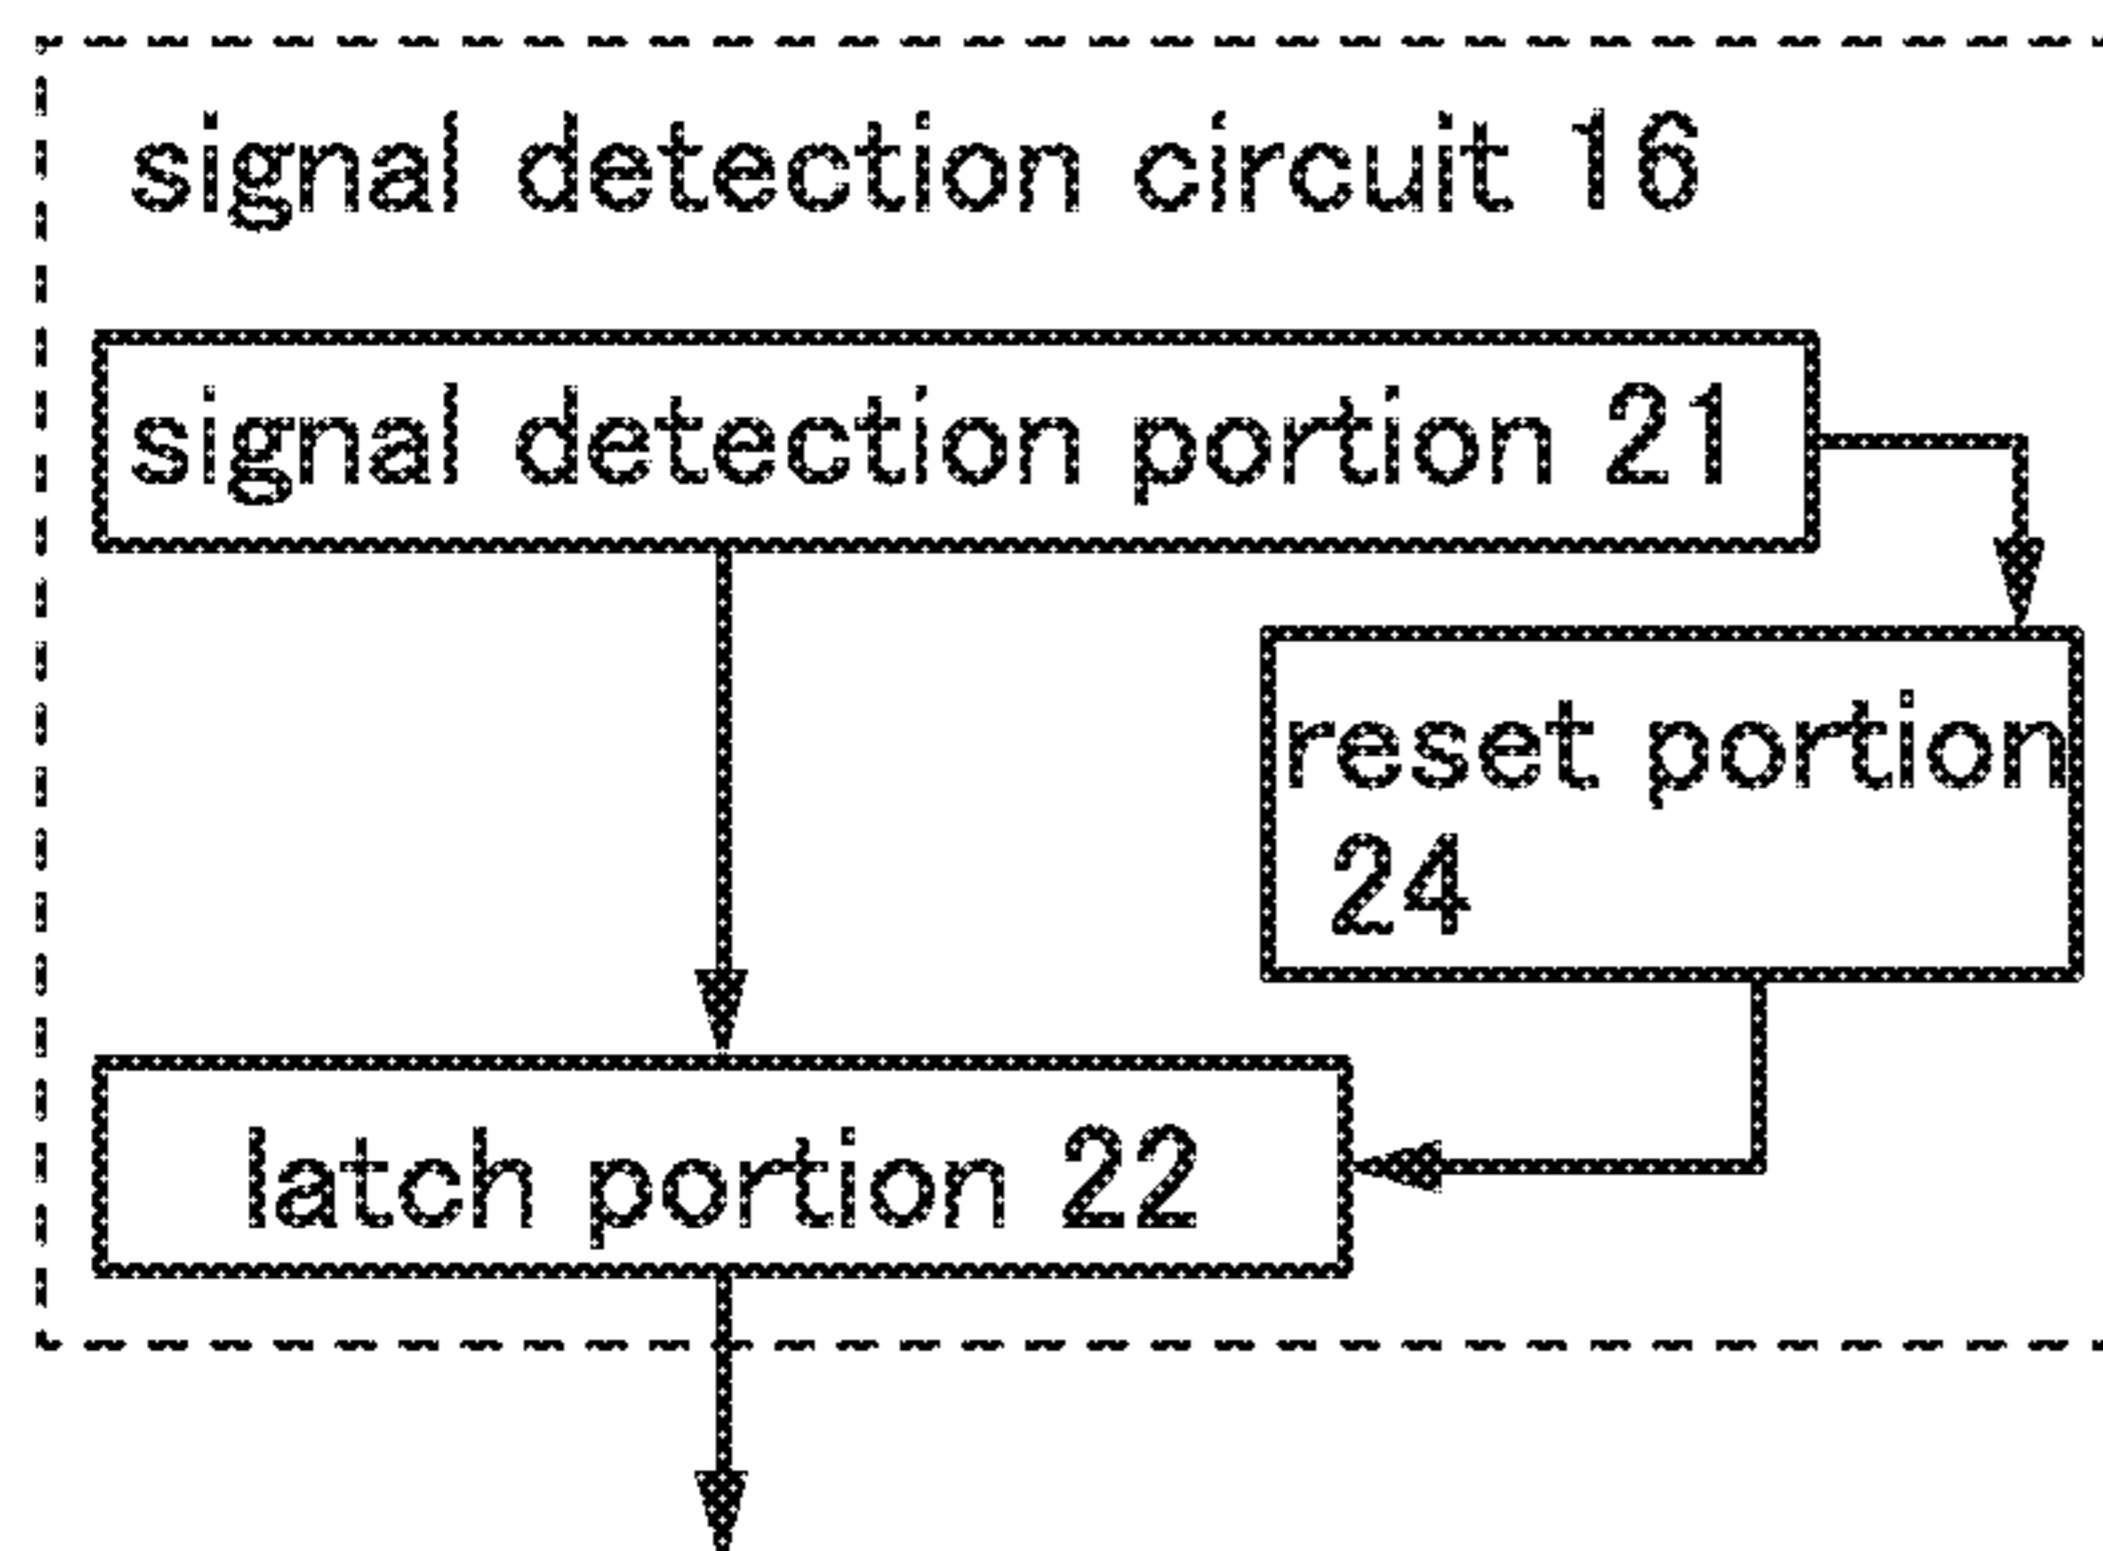 signal detection circuit 16
signal detection portion 21
reset portion
24
latch portion 22